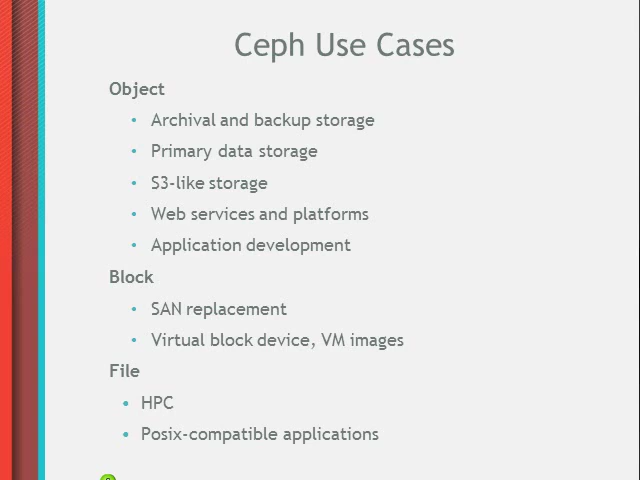 Ceph Use Cases
Object
• Archival and backup storage
• Primary data storage
• S3-like storage
• Web services and platforms
• Application development
Block
• SAN replacement
• Virtual block device, VM images
File
• HPC
• Posix-compatible applications